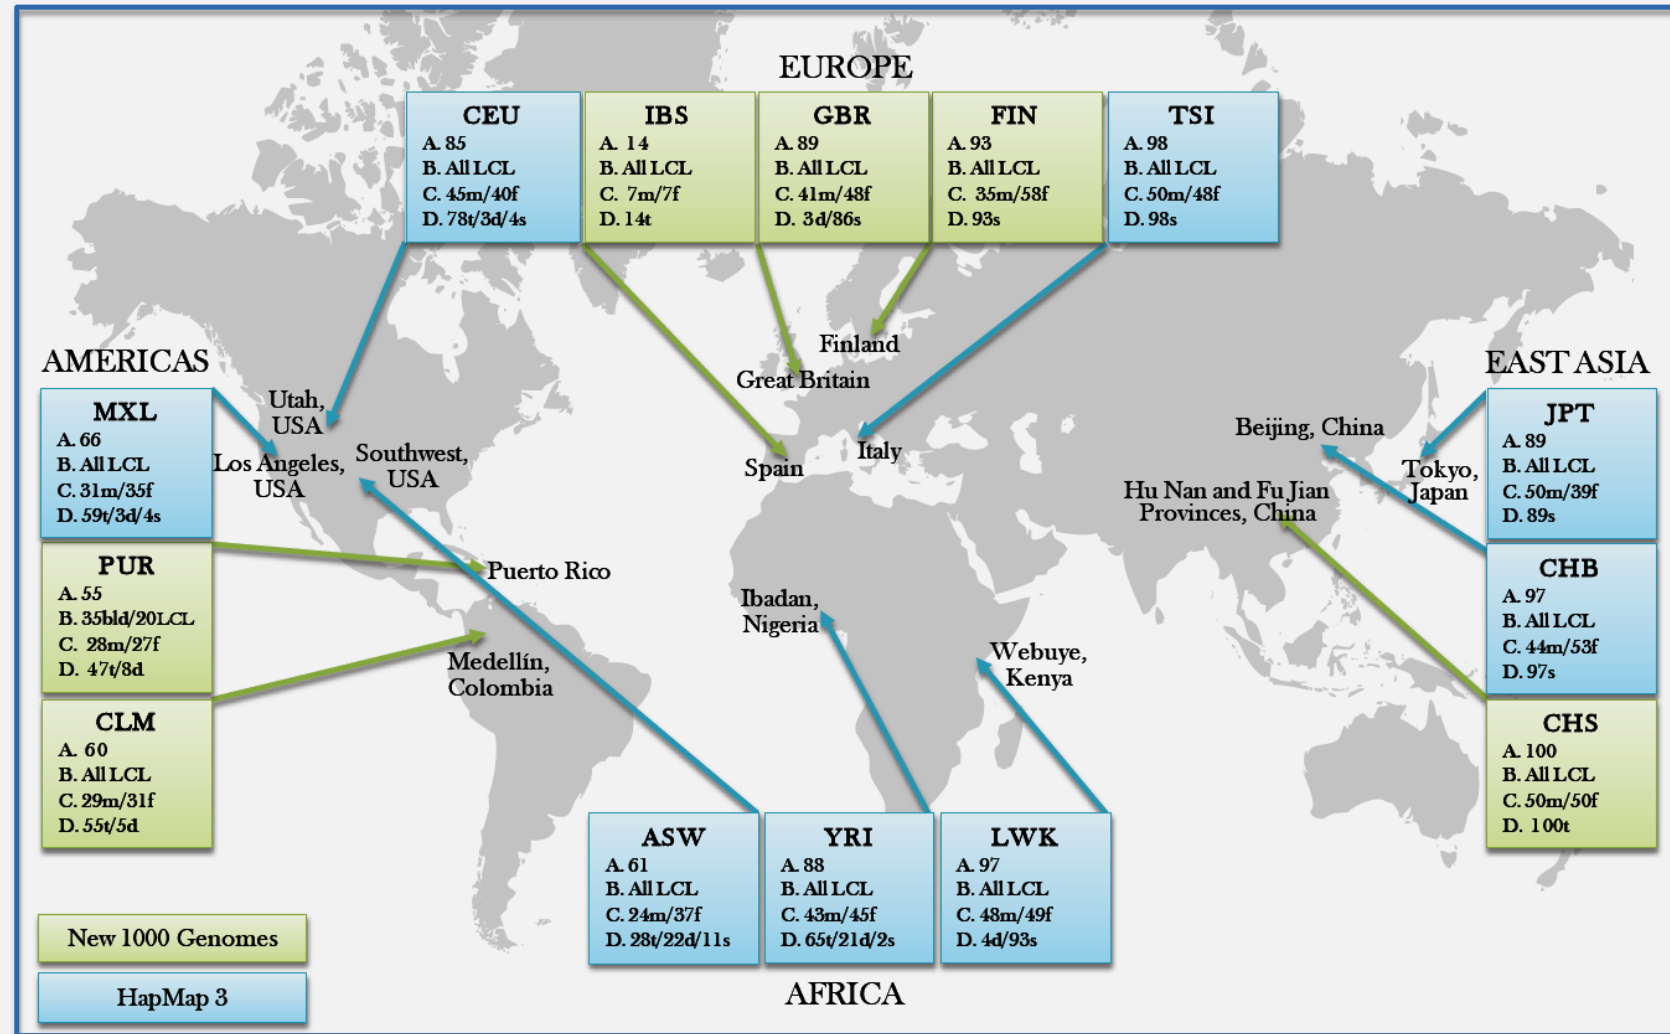 EUROPE
CEU
A. 85
B. All LCL
C. 45m/40f
D. 78t/3d/4s
IBS
A. 14
B. All LCL
C. 7m/7f
D. 14t
GBR
A. 89
B. All LCL
C. 41m/48f
D. 3d/86s
FIN
A. 93
B. All LCL
C. 35m/58f
D. 93s
TSI
A. 98
B. All LCL
C. 50m/48f
D. 98s
Finland
Great Britain
Spain
Italy
AMERICAS
MXL
A. 66
B. All LCL
C. 31m/35f
D. 59t/3d/4s
PUR
A. 55
B. 35bld/20LCL
C. 28m/27f
D. 47t/8d
CLM
A. 60
B. All LCL
C. 29m/31f
D. 55t/5d
Utah,
USA
Los Angeles,
USA
Southwest,
USA
Puerto Rico
Medellín,
Colombia
Ibadan,
Nigeria
Webuye,
Kenya
EAST ASIA
JPT
A. 89
B. All LCL
C. 50m/39f
D. 89s
CHB
A. 97
B. All LCL
C. 44m/53f
D. 97s
CHS
A. 100
B. All LCL
C. 50m/50f
D. 100t
Beijing, China
Tokyo,
Japan
Hu Nan and Fu Jian
Provinces, China
ASW
A. 61
B. All LCL
C. 24m/37f
D. 28t/22d/11s
YRI
A. 88
B. All LCL
C. 43m/45f
D. 65t/21d/2s
LWK
A. 97
B. All LCL
C. 48m/49f
D. 4d/93s
AFRICA
New 1000 Genomes
HapMap 3